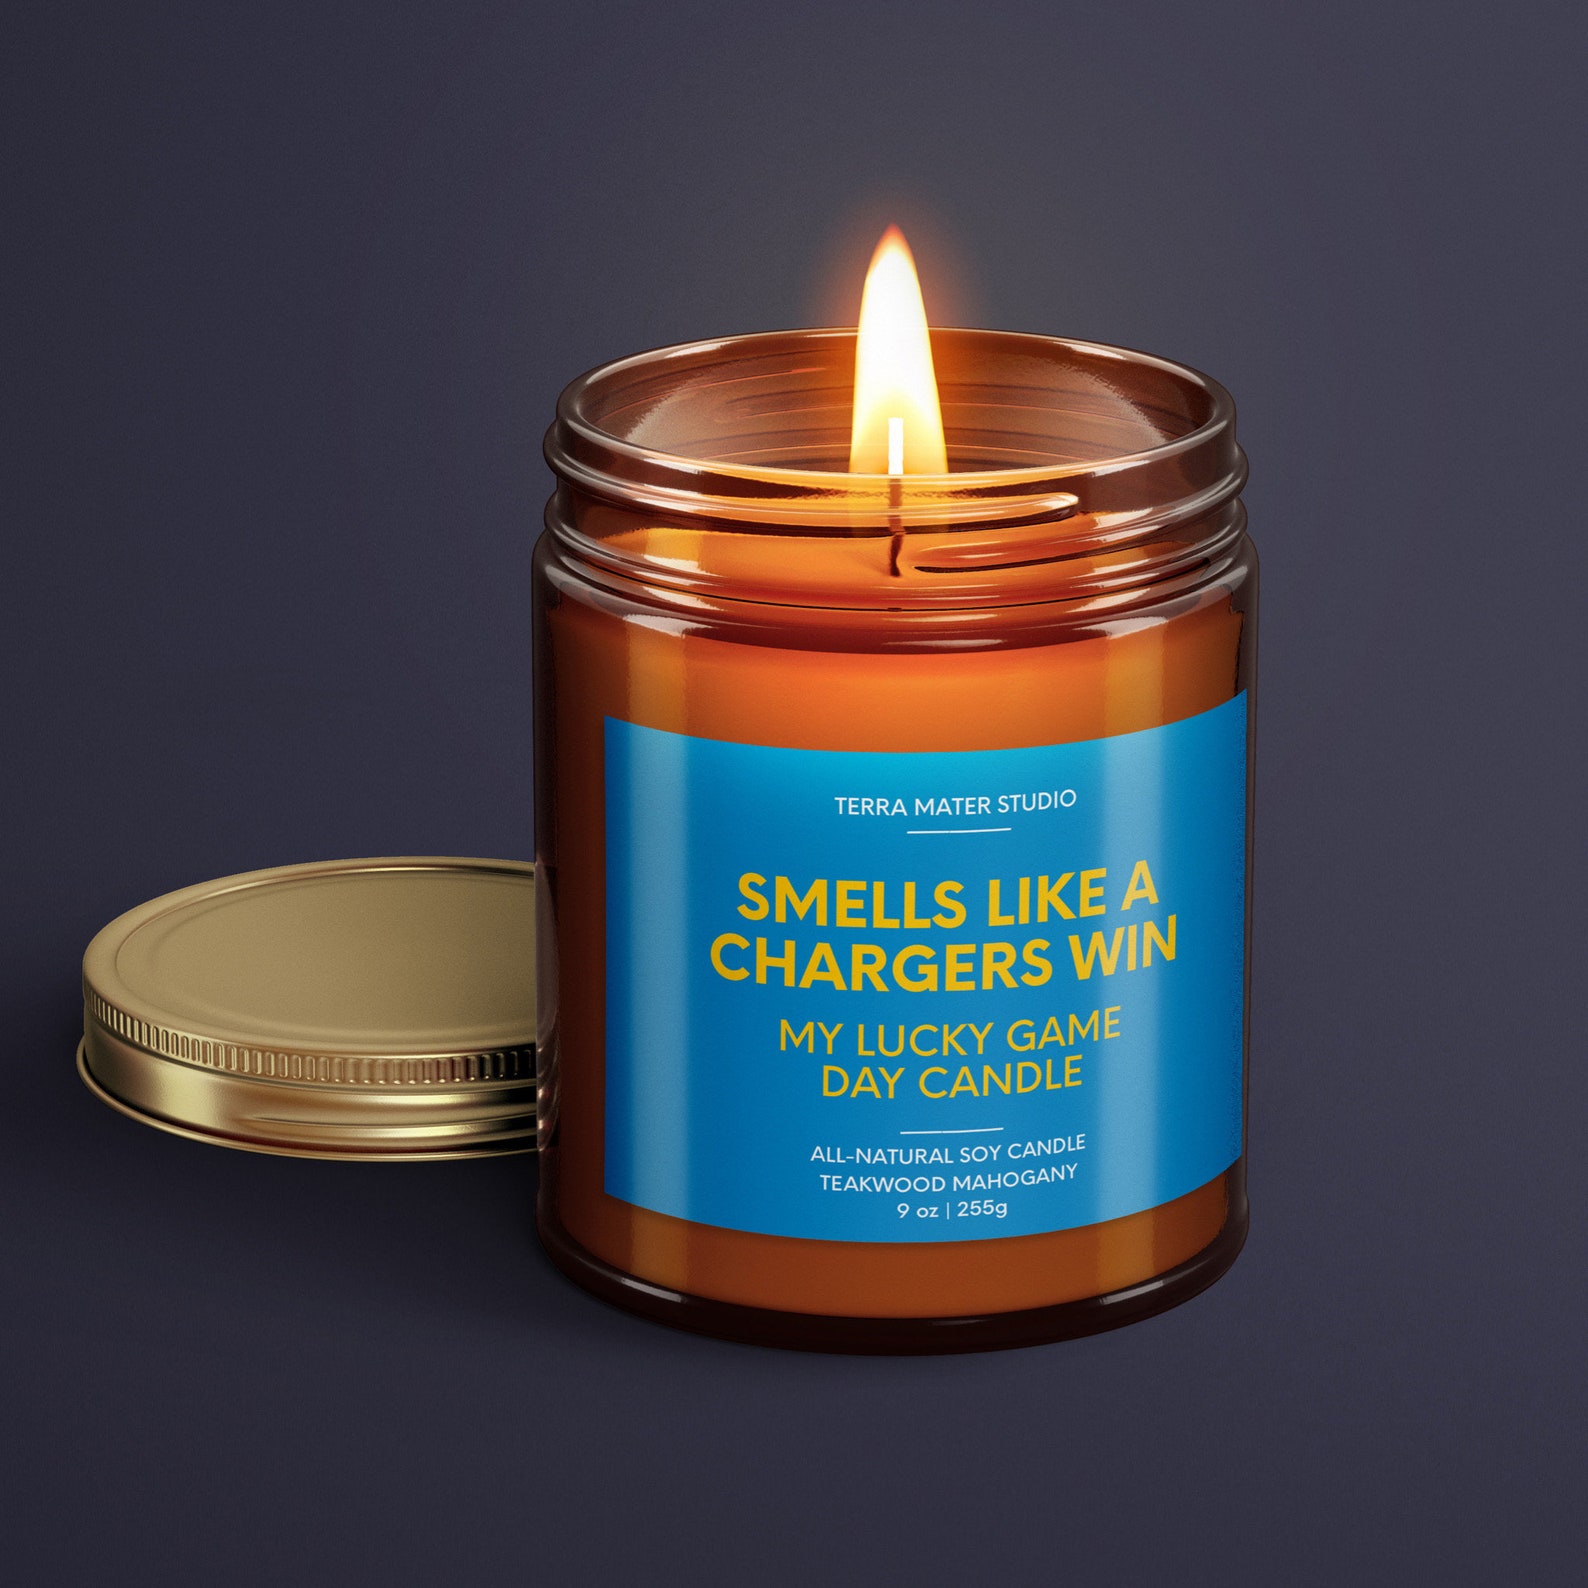 TERRA MATER STUDIO
SMELLS LIKE A
CHARGERS WIN
MY LUCKY GAME
DAY CANDLE
ALL-NATURAL SOY CANDLE
TEAKWOOD MAHOGANY
9 oz | 255g